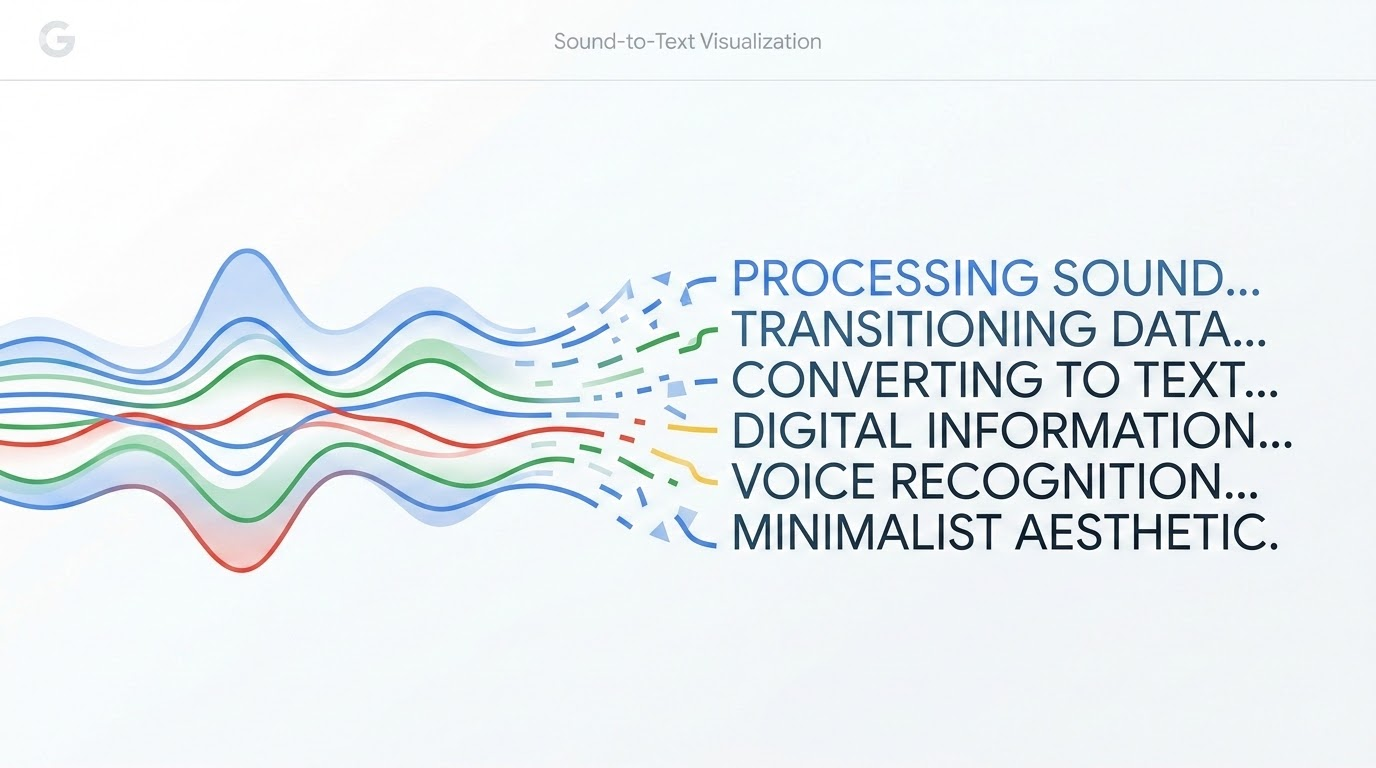 G
Sound-to-Text Visualization
PROCESSING SOUND...
TRANSITIONING DATA...
CONVERTING TO TEXT...
DIGITAL INFORMATION...
VOICE RECOGNITION...
MINIMALIST AESTHETIC.